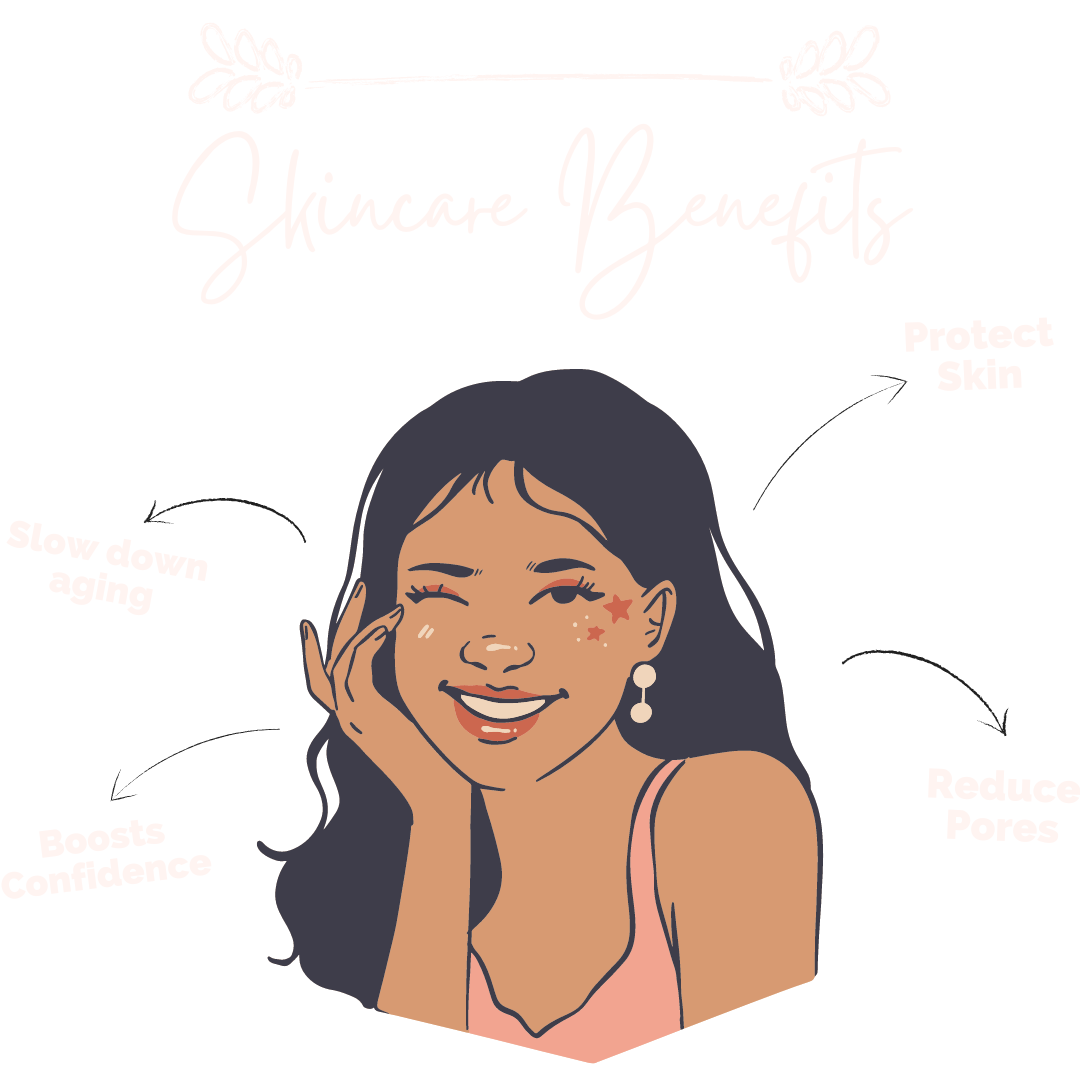 Skincare Benefits
Protect
Skin
Slow down
aging
Reduce
Pores
Boosts
Confidence